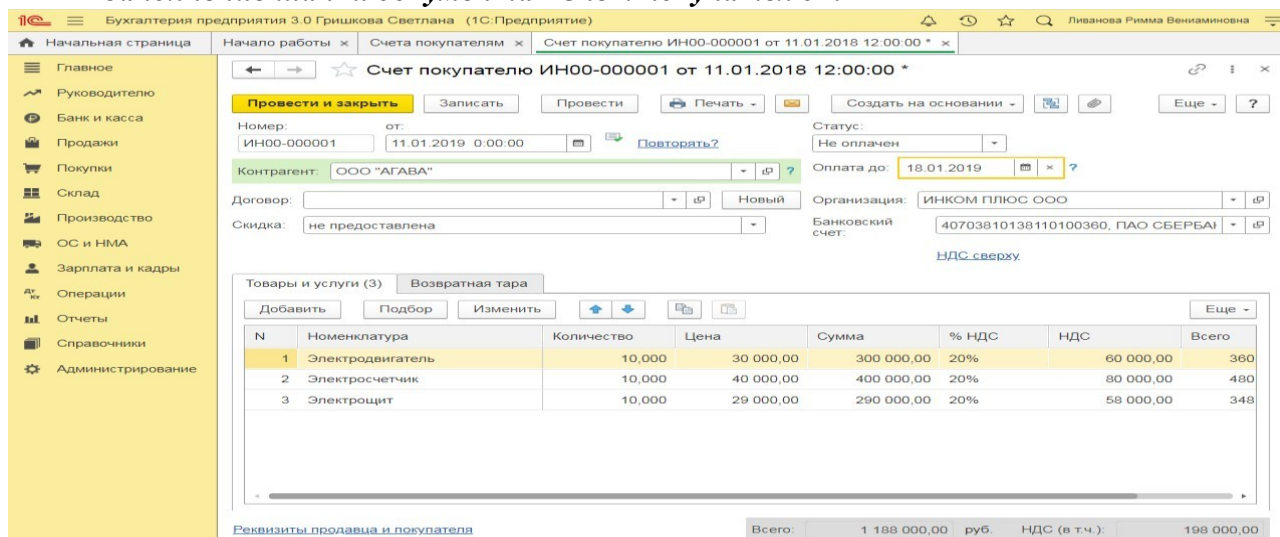 Бухгалтерия предприятия 3.0 Гришкова Светлана (1С:Предприятие) Ливанова Римма Вениаминовна
Начальная страница Начало работы × Счета покупателям × Счет покупателю ИН00-000001 от 11.01.2018 12:00:00 * ×
Главное
Руководителю
Банк и касса
Продажи
Покупки
Склад
Производство
ОС и НМА
Зарплата и кадры
Операции
Отчеты
Справочники
Администрирование
Счет покупателю ИН00-000001 от 11.01.2018 12:00:00 *
Провести и закрыть Записать Провести Печать Создать на основании Еще ?
Номер: от: Статус:
ИН00-000001 11.01.2019 0:00:00 Повторять? Не оплачен
Контрагент: ООО "АГАВА" ? Оплата до: 18.01.2019 × ?
Договор: Новый Организация: ИНКОМ ПЛЮС ООО
Скидка: не предоставлена Банковский счет: 40703810138110100360, ПАО СБЕРБАН
НДС сверху
Товары и услуги (3) Возвратная тара
Добавить Подбор Изменить Еще
N Номенклатура Количество Цена Сумма % НДС НДС Всего
1 Электродвигатель 10,000 30 000,00 300 000,00 20% 60 000,00 360
2 Электросчетчик 10,000 40 000,00 400 000,00 20% 80 000,00 480
3 Электрощит 10,000 29 000,00 290 000,00 20% 58 000,00 348
Реквизиты продавца и покупателя Всего: 1 188 000,00 руб. НДС (в т.ч.): 198 000,00